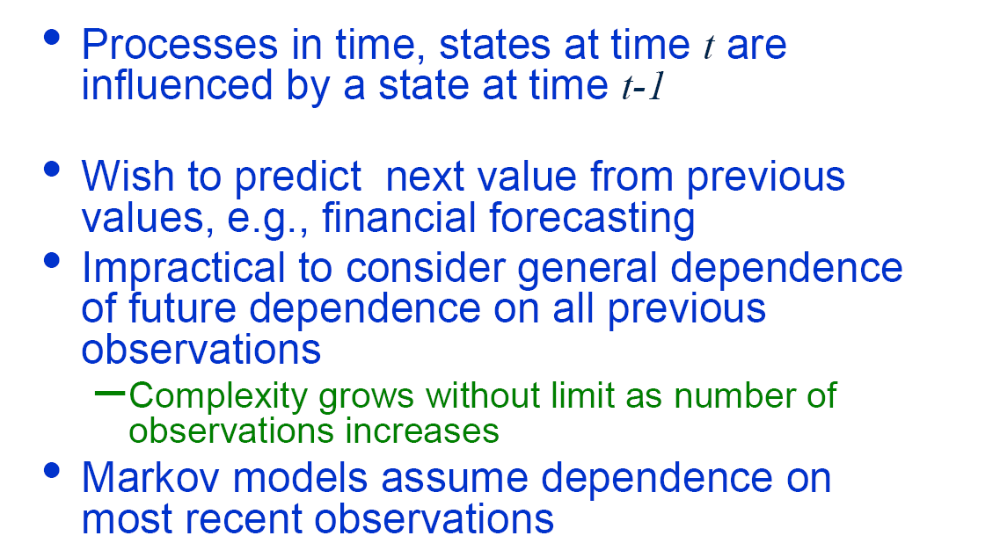 • Processes in time, states at time t are
influenced by a state at time t-1
• Wish to predict  next value from previous
values, e.g., financial forecasting
• Impractical to consider general dependence
of future dependence on all previous
observations
—Complexity grows without limit as number of
observations increases
• Markov models assume dependence on
most recent observations